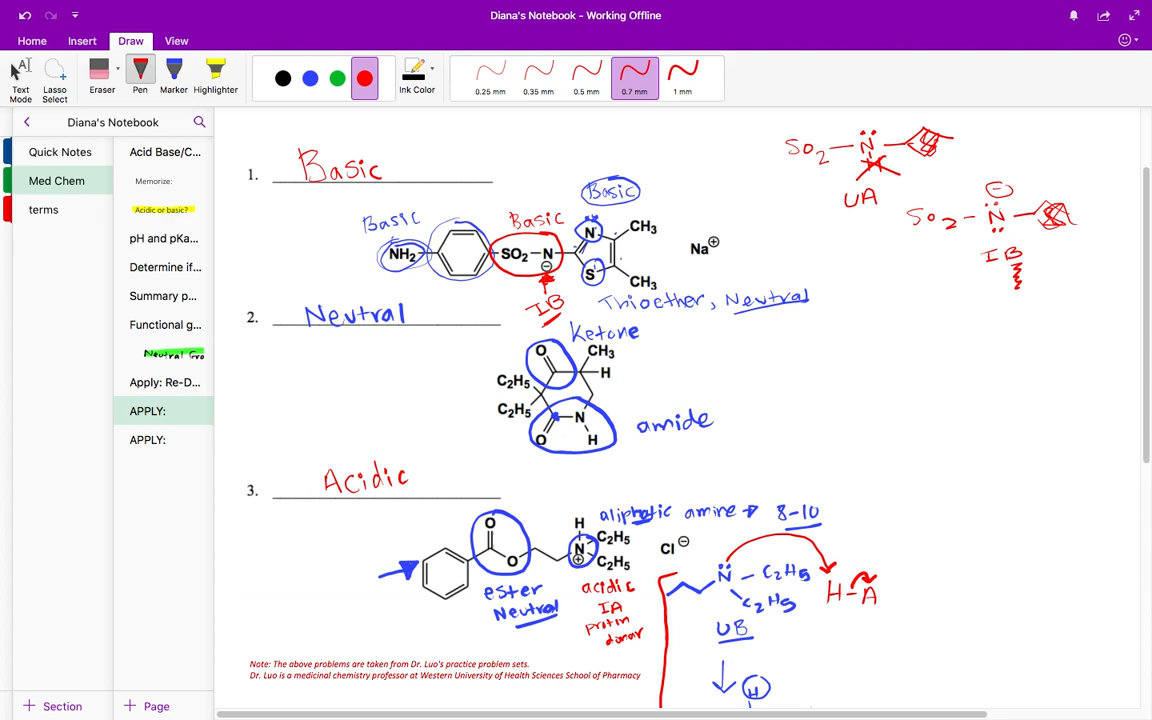 Diana's Notebook - Working Offline
Home Insert Draw View
Text Mode
Lasso Select
Eraser
Pen
Marker
Highlighter
Ink Color
0.25 mm
0.35 mm
0.5 mm
0.7 mm
1 mm
Diana's Notebook
Quick Notes
Med Chem
terms
Acid Base/C...
Memorize:
Acidic or basic?
pH and pKa...
Determine if...
Summary p...
Functional g...
Neutral Gro
Apply: Re-D...
APPLY:
APPLY:
+ Section
+ Page
1. Basic
Basic
Basic
Basic
NH2
SO2-N
⊖
N
S
CH3
CH3
Na⊕
IB
Thioether, Neutral
SO2-N
UA
⊖
SO2-N
IB
2. Neutral
Ketone
O
CH3
H
C2H5
C2H5
N
O
H
amide
3. Acidic
aliphatic amine → 8-10
O
H
C2H5
N
O
⊕
C2H5
Cl⊖
ester
Neutral
acidic
IA
proton
donor
N - C2H5
C2H5
H-A
UB
H
Note: The above problems are taken from Dr. Luo's practice problem sets.
Dr. Luo is a medicinal chemistry professor at Western University of Health Sciences School of Pharmacy